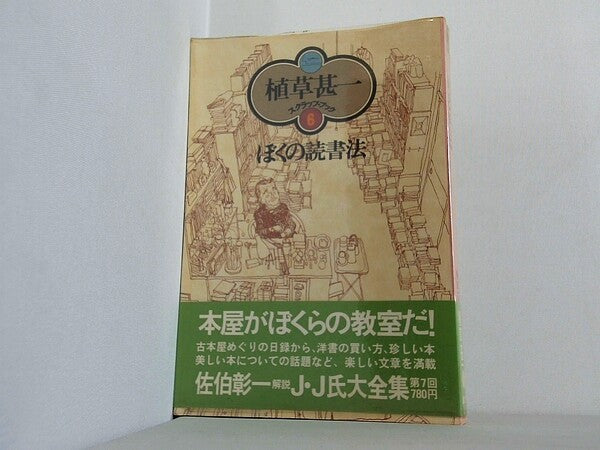 植草甚一
スクラップ・ブック
6
ぼくの読書法
本屋がぼくらの教室だ!
古本屋めぐりの日録から、洋書の買い方、珍しい本
美しい本についての話題など、楽しい文章を満載
佐伯彰一解説 J・J氏大全集 第7回 780円